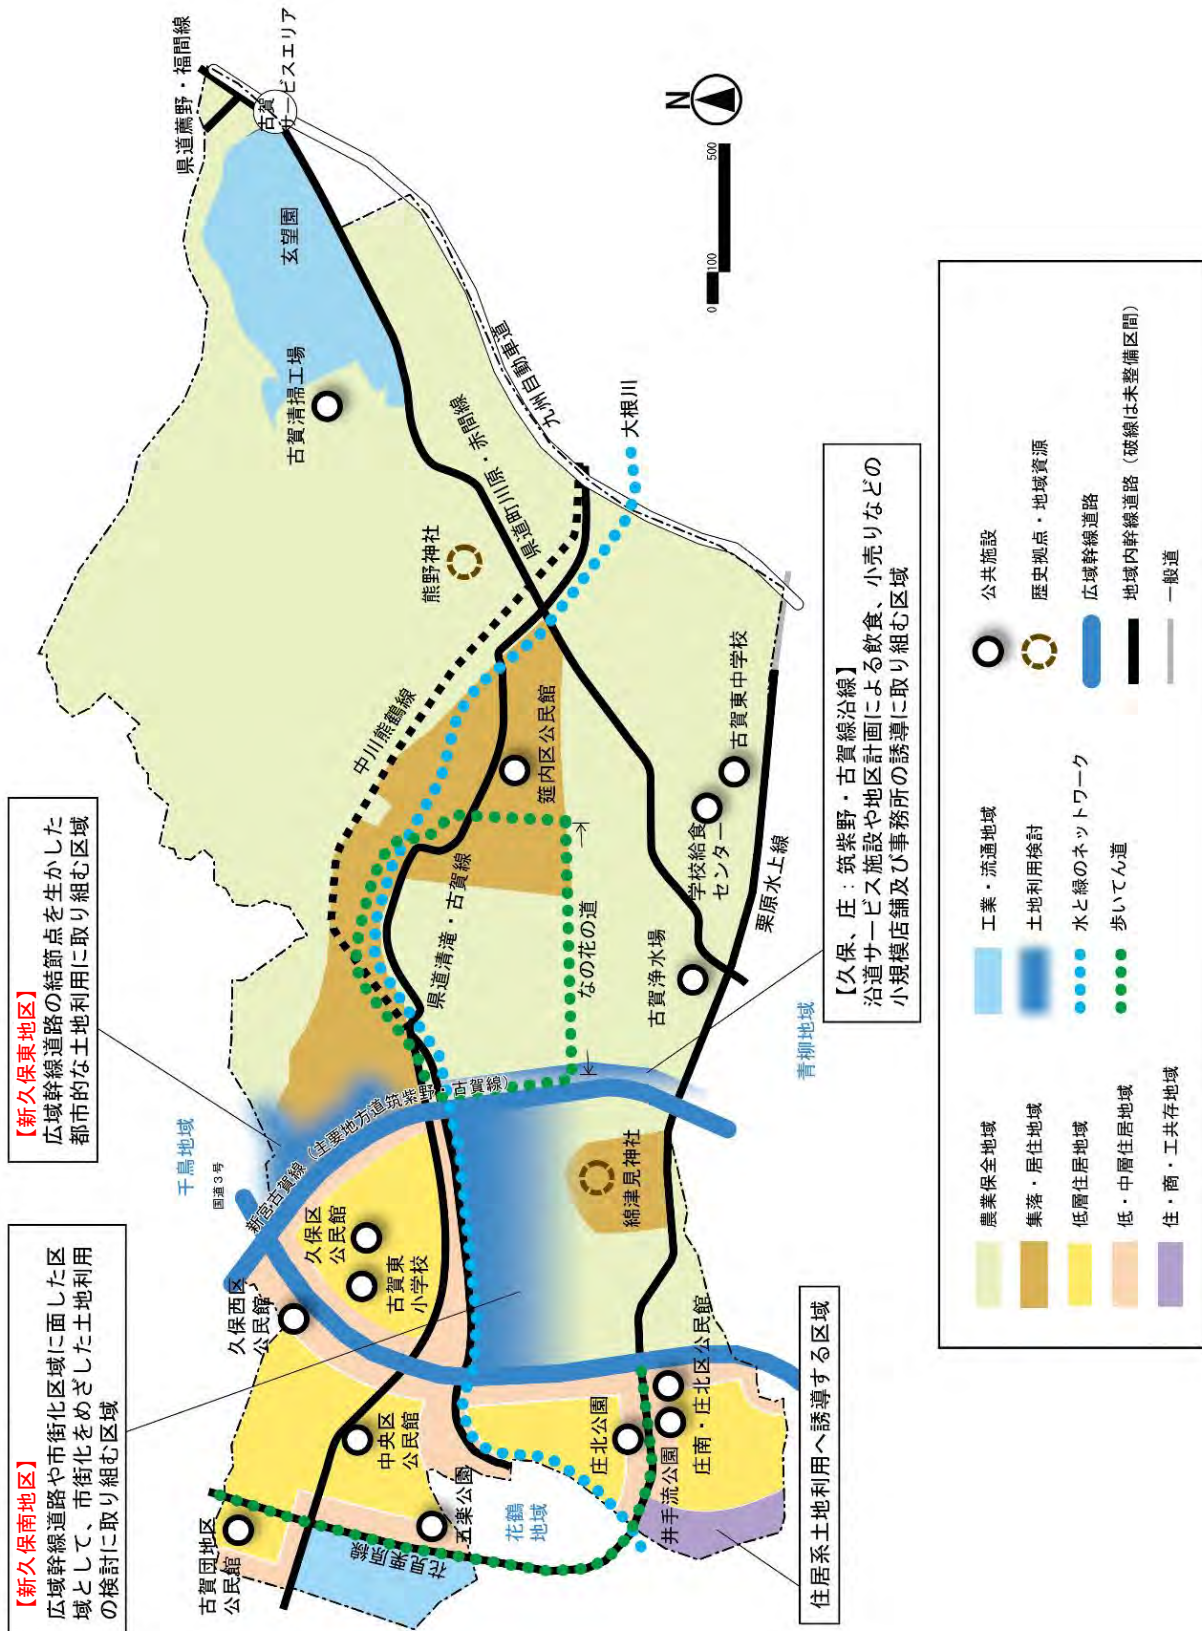 【新久保南地区】
広域幹線道路や市街化区域に面した区
域として、市街化をめざした土地利用
の検討に取り組む区域
【新久保東地区】
広域幹線道路の結節点を生かした
都市的な土地利用に取り組む区域
千鳥地域
国道3号
新宮古賀線（主要地方道筑紫野・古賀線）
久保西区
公民館
久保区
公民館
古賀東
小学校
中央区
公民館
古賀団地区
公民館
五楽公園
花見栗原線
花鶴
地域
庄北公園
井手流公園
庄南・庄北区公民館
綿津見神社
中川熊鶴線
県道清滝・古賀線
なの花の道
筵内区公民館
熊野神社
古賀清掃工場
玄望園
県道薦野・福間線
古賀
サービスエリア
県道町川原・赤間線
九州自動車道
大根川
古賀浄水場
学校給食
センター
古賀東中学校
栗原水上線
青柳地域
N
0
100
500
【久保、庄：筑紫野・古賀線沿線】
沿道サービス施設や地区計画による飲食、小売りなどの
小規模店舗及び事務所の誘導に取り組む区域
住居系土地利用へ誘導する区域
農業保全地域
集落・居住地域
低層住居地域
低・中層住居地域
住・商・工共存地域
工業・流通地域
土地利用検討
水と緑のネットワーク
歩いてん道
公共施設
歴史拠点・地域資源
広域幹線道路
地域内幹線道路（破線は未整備区間）
一般道